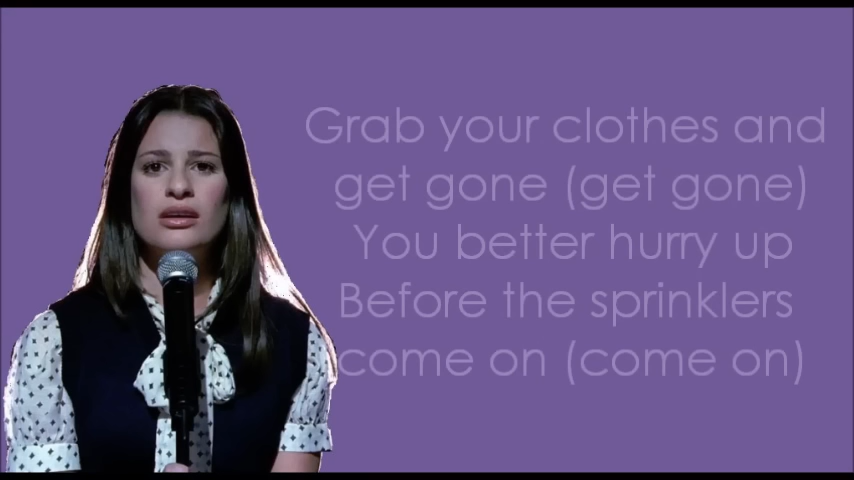 Grab your clothes and
get gone (get gone)
You better hurry up
Before the sprinklers
come on (come on)